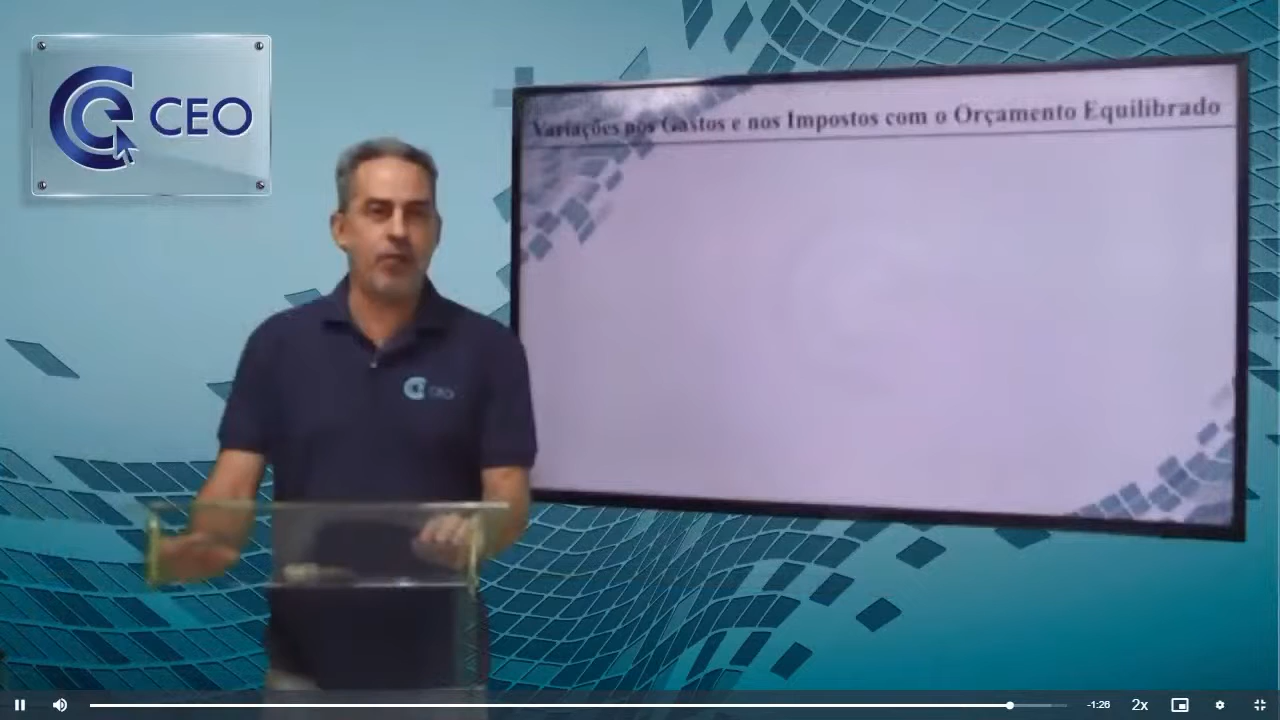 CEO
Variações nos Gastos e nos Impostos com o Orçamento Equilibrado
CEO
-1:26
2x